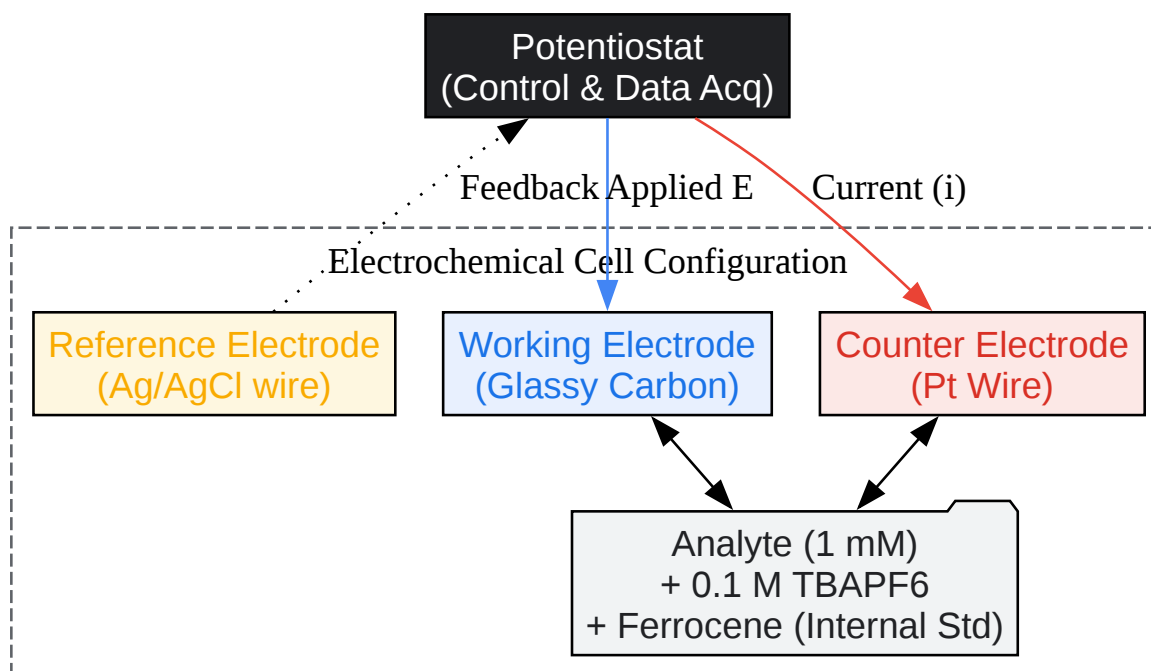 Potentiostat
(Control & Data Acq)
Feedback
Applied E
Current (i)
Electrochemical Cell Configuration
Reference Electrode
(Ag/AgCl wire)
Working Electrode
(Glassy Carbon)
Counter Electrode
(Pt Wire)
Analyte (1 mM)
+ 0.1 M TBAPF6
+ Ferrocene (Internal Std)